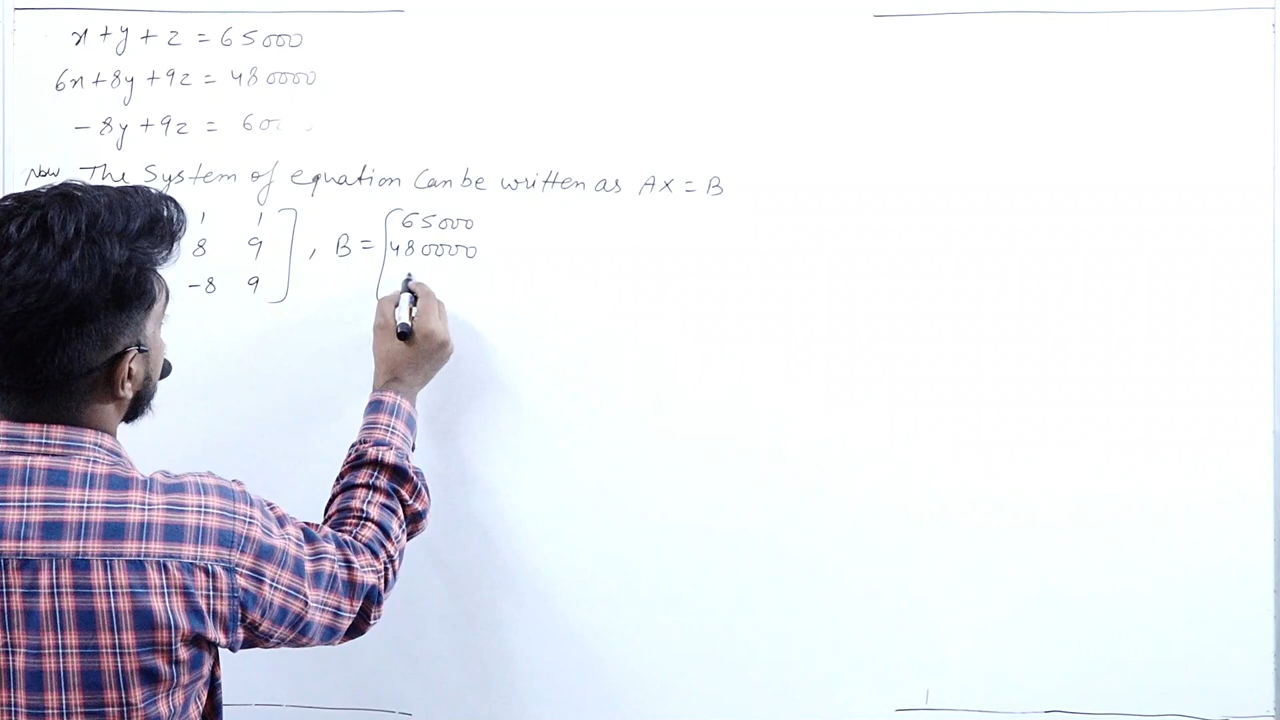 x + y + z = 65000
6x + 8y + 9z = 480000
- 8y + 9z =
Now The System of equation Can be written as AX = B
1 1 ] , B = [ 65000
8 9 480000
-8 9